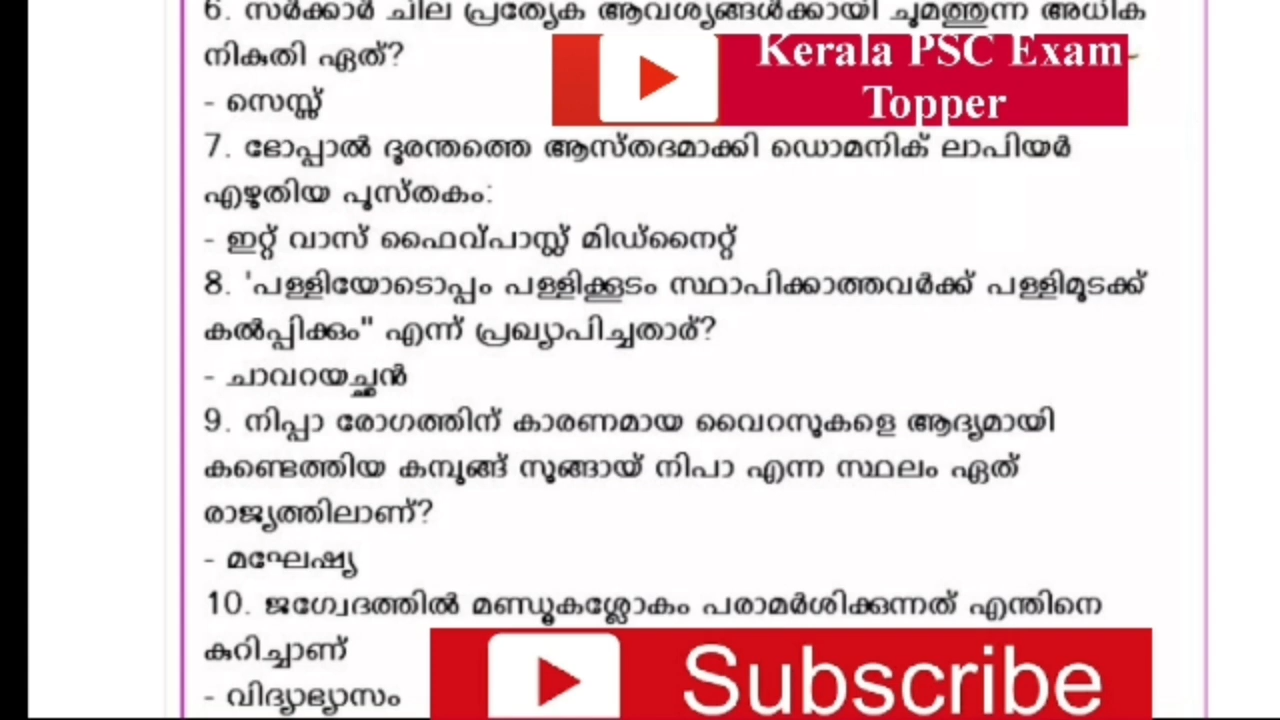 6. സർക്കാർ ചില പ്രത്യേക ആവശ്യങ്ങൾക്കായി ചുമത്തുന്ന അധിക
നികുതി ഏത്?
Kerala PSC Exam
Topper
- സെസ്സ്
7. ഭോപ്പാൽ ദുരന്തത്തെ ആസ്തദമാക്കി ഡൊമനിക് ലാപിയർ
എഴുതിയ പുസ്തകം:
- ഇറ്റ് വാസ് ഫൈവ്പാസ്റ്റ് മിഡ്നൈറ്റ്
8. 'പള്ളിയോടൊപ്പം പള്ളിക്കൂടം സ്ഥാപിക്കാത്തവർക്ക് പള്ളിമുടക്ക്
കൽപ്പിക്കും" എന്ന് പ്രഖ്യാപിച്ചതാര്?
- ചാവറയച്ഛൻ
9. നിപ്പാ രോഗത്തിന് കാരണമായ വൈറസുകളെ ആദ്യമായി
കണ്ടെത്തിയ കമ്പുങ്ങ് സുങ്ങായ് നിപാ എന്ന സ്ഥലം ഏത്
രാജ്യത്തിലാണ്?
- മലേഷ്യ
10. ജഗ്വേദത്തിൽ മണ്ഡൂകശ്ലോകം പരാമർശിക്കുന്നത് എന്തിനെ
കുറിച്ചാണ്
- വിദ്യാഭ്യാസം
Subscribe